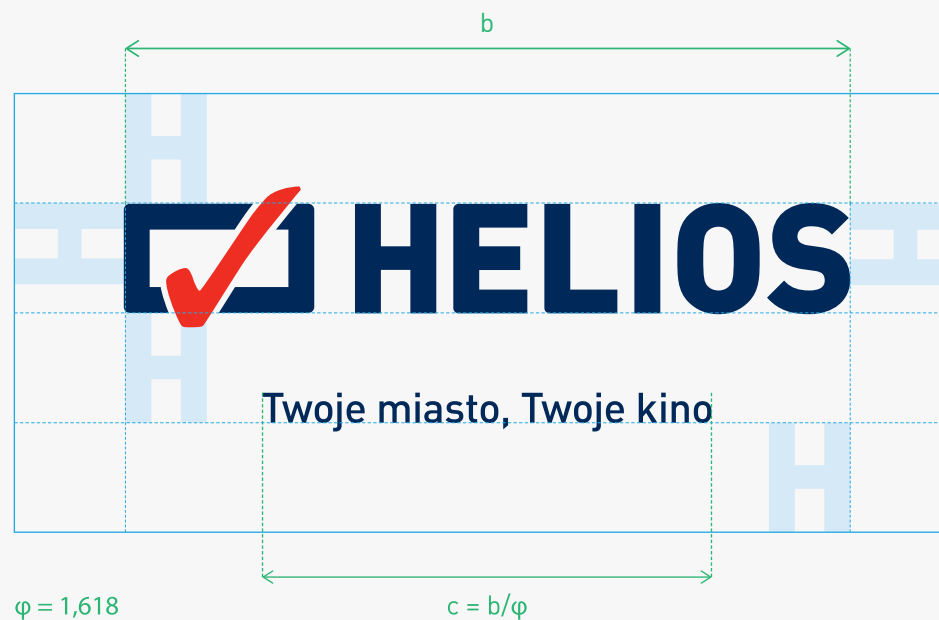 b
HELIOS
Twoje miasto, Twoje kino
φ = 1,618
c = b/φ